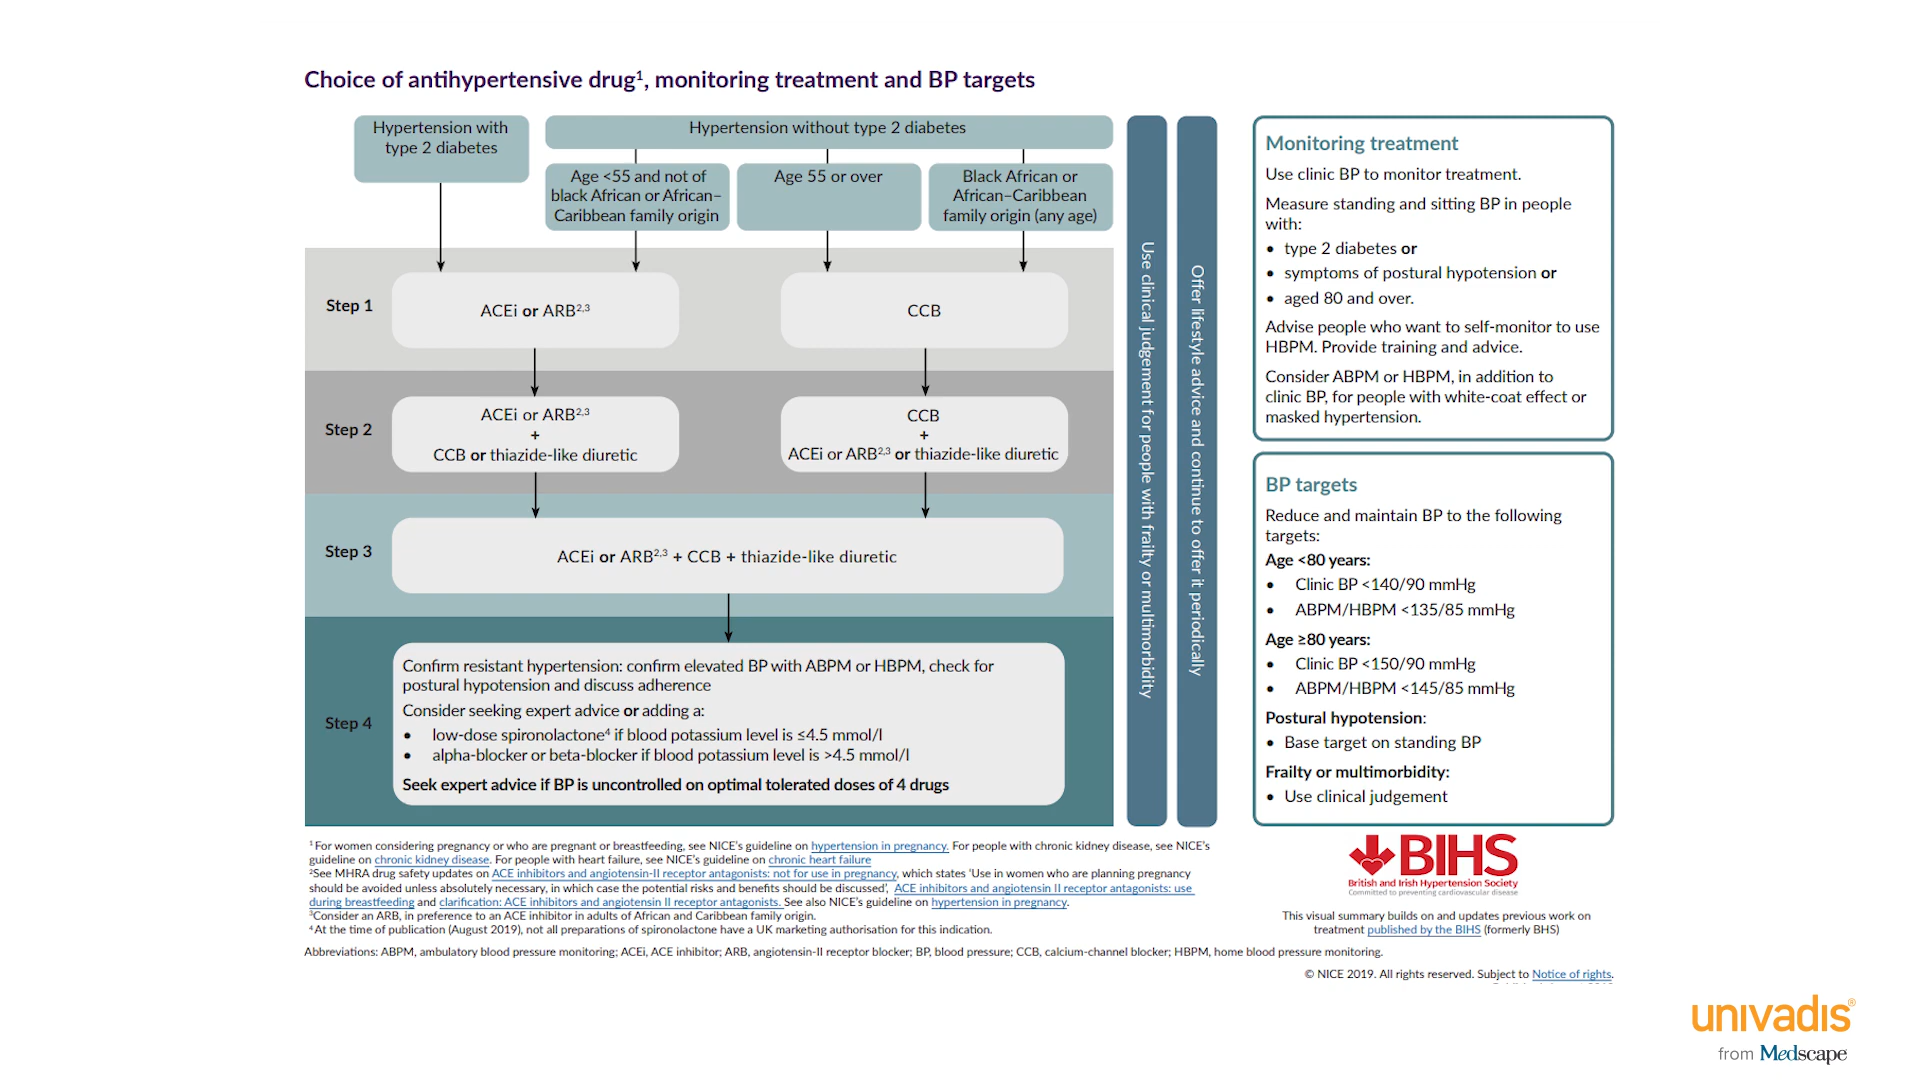 Choice of antihypertensive drug¹, monitoring treatment and BP targets
Hypertension with
type 2 diabetes
Hypertension without type 2 diabetes
Age <55 and not of
black African or African–
Caribbean family origin
Age 55 or over
Black African or
African–Caribbean
family origin (any age)
Step 1
ACEi or ARB²,³
CCB
Step 2
ACEi or ARB²,³
+
CCB or thiazide-like diuretic
CCB
+
ACEi or ARB²,³ or thiazide-like diuretic
Step 3
ACEi or ARB²,³ + CCB + thiazide-like diuretic
Step 4
Confirm resistant hypertension: confirm elevated BP with ABPM or HBPM, check for
postural hypotension and discuss adherence
Consider seeking expert advice or adding a:
• low-dose spironolactone⁴ if blood potassium level is ≤4.5 mmol/l
• alpha-blocker or beta-blocker if blood potassium level is >4.5 mmol/l
Seek expert advice if BP is uncontrolled on optimal tolerated doses of 4 drugs
Use clinical judgement for people with frailty or multimorbidity
Offer lifestyle advice and continue to offer it periodically
Monitoring treatment
Use clinic BP to monitor treatment.
Measure standing and sitting BP in people
with:
• type 2 diabetes or
• symptoms of postural hypotension or
• aged 80 and over.
Advise people who want to self-monitor to use
HBPM. Provide training and advice.
Consider ABPM or HBPM, in addition to
clinic BP, for people with white-coat effect or
masked hypertension.
BP targets
Reduce and maintain BP to the following
targets:
Age <80 years:
• Clinic BP <140/90 mmHg
• ABPM/HBPM <135/85 mmHg
Age ≥80 years:
• Clinic BP <150/90 mmHg
• ABPM/HBPM <145/85 mmHg
Postural hypotension:
• Base target on standing BP
Frailty or multimorbidity:
• Use clinical judgement
¹For women considering pregnancy or who are pregnant or breastfeeding, see NICE's guideline on hypertension in pregnancy. For people with chronic kidney disease, see NICE's
guideline on chronic kidney disease. For people with heart failure, see NICE's guideline on chronic heart failure
²See MHRA drug safety updates on ACE inhibitors and angiotensin-II receptor antagonists: not for use in pregnancy, which states 'Use in women who are planning pregnancy
should be avoided unless absolutely necessary, in which case the potential risks and benefits should be discussed', ACE inhibitors and angiotensin II receptor antagonists: use
during breastfeeding and clarification: ACE inhibitors and angiotensin II receptor antagonists. See also NICE's guideline on hypertension in pregnancy.
³Consider an ARB, in preference to an ACE inhibitor in adults of African and Caribbean family origin.
⁴At the time of publication (August 2019), not all preparations of spironolactone have a UK marketing authorisation for this indication.
Abbreviations: ABPM, ambulatory blood pressure monitoring; ACEi, ACE inhibitor; ARB, angiotensin-II receptor blocker; BP, blood pressure; CCB, calcium-channel blocker; HBPM, home blood pressure monitoring.
BIHS
British and Irish Hypertension Society
Committed to preventing cardiovascular disease
This visual summary builds on and updates previous work on
treatment published by the BIHS (formerly BHS)
© NICE 2019. All rights reserved. Subject to Notice of rights.
univadis®
from Medscape